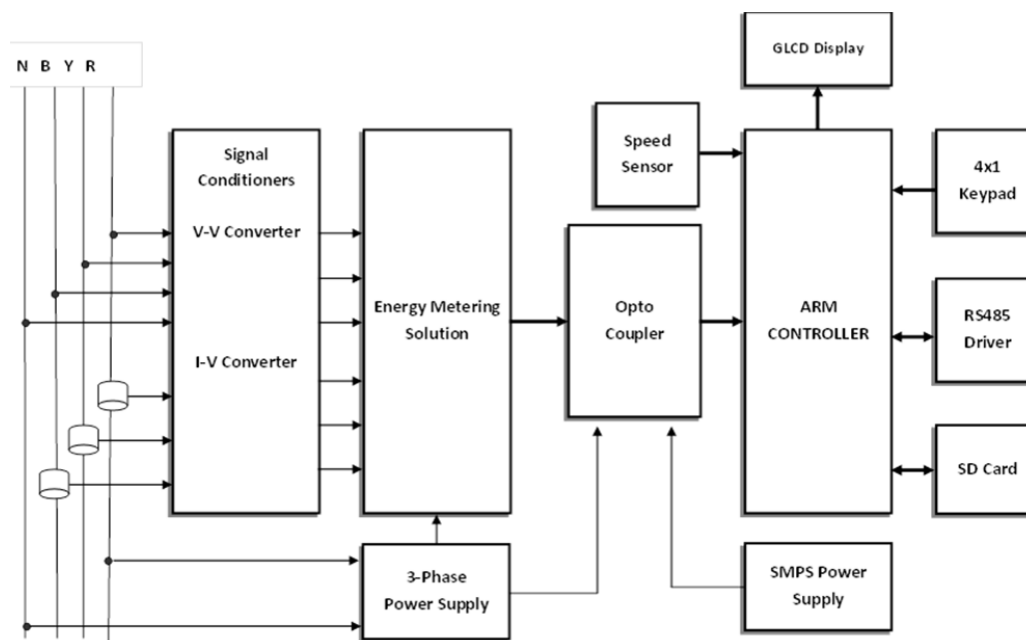 N B Y R
GLCD Display
Signal
Conditioners
V-V Converter
I-V Converter
Energy Metering
Solution
Speed
Sensor
Opto
Coupler
ARM
CONTROLLER
4x1
Keypad
RS485
Driver
SD Card
3-Phase
Power Supply
SMPS Power
Supply